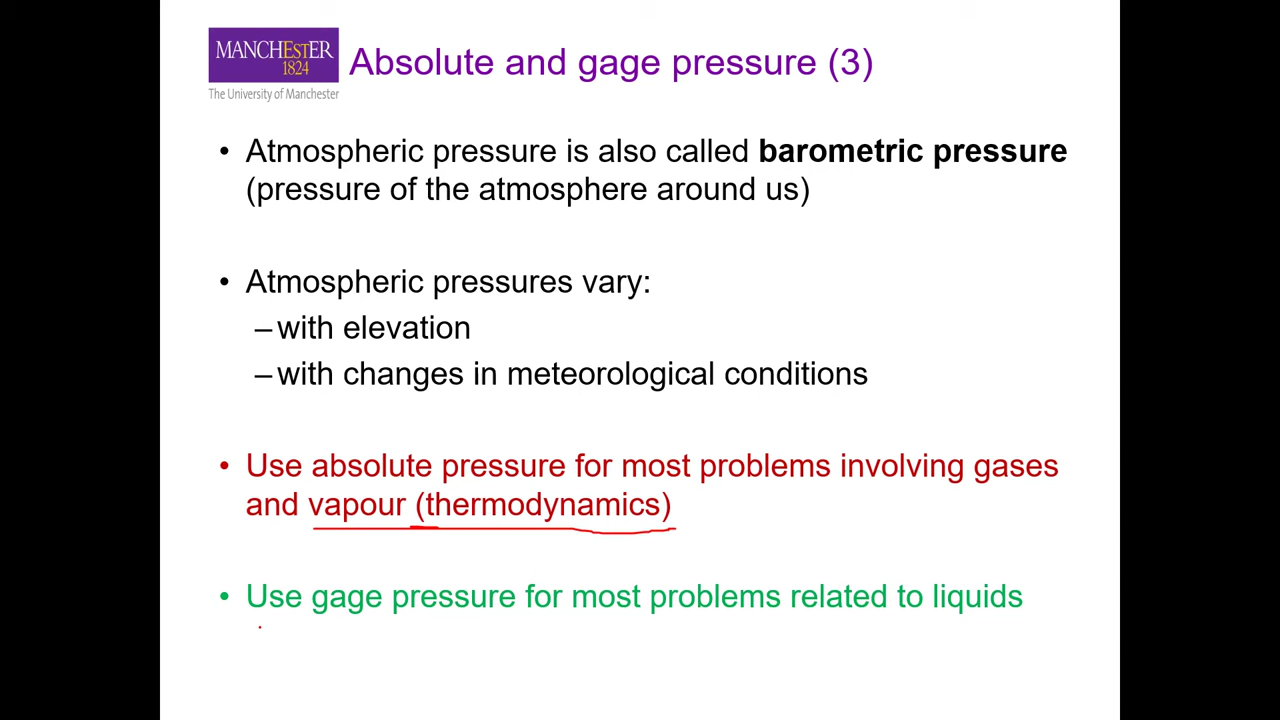 MANCHESTER
1824
The University of Manchester
Absolute and gage pressure (3)
• Atmospheric pressure is also called barometric pressure
(pressure of the atmosphere around us)
• Atmospheric pressures vary:
–with elevation
–with changes in meteorological conditions
• Use absolute pressure for most problems involving gases
and vapour (thermodynamics)
• Use gage pressure for most problems related to liquids